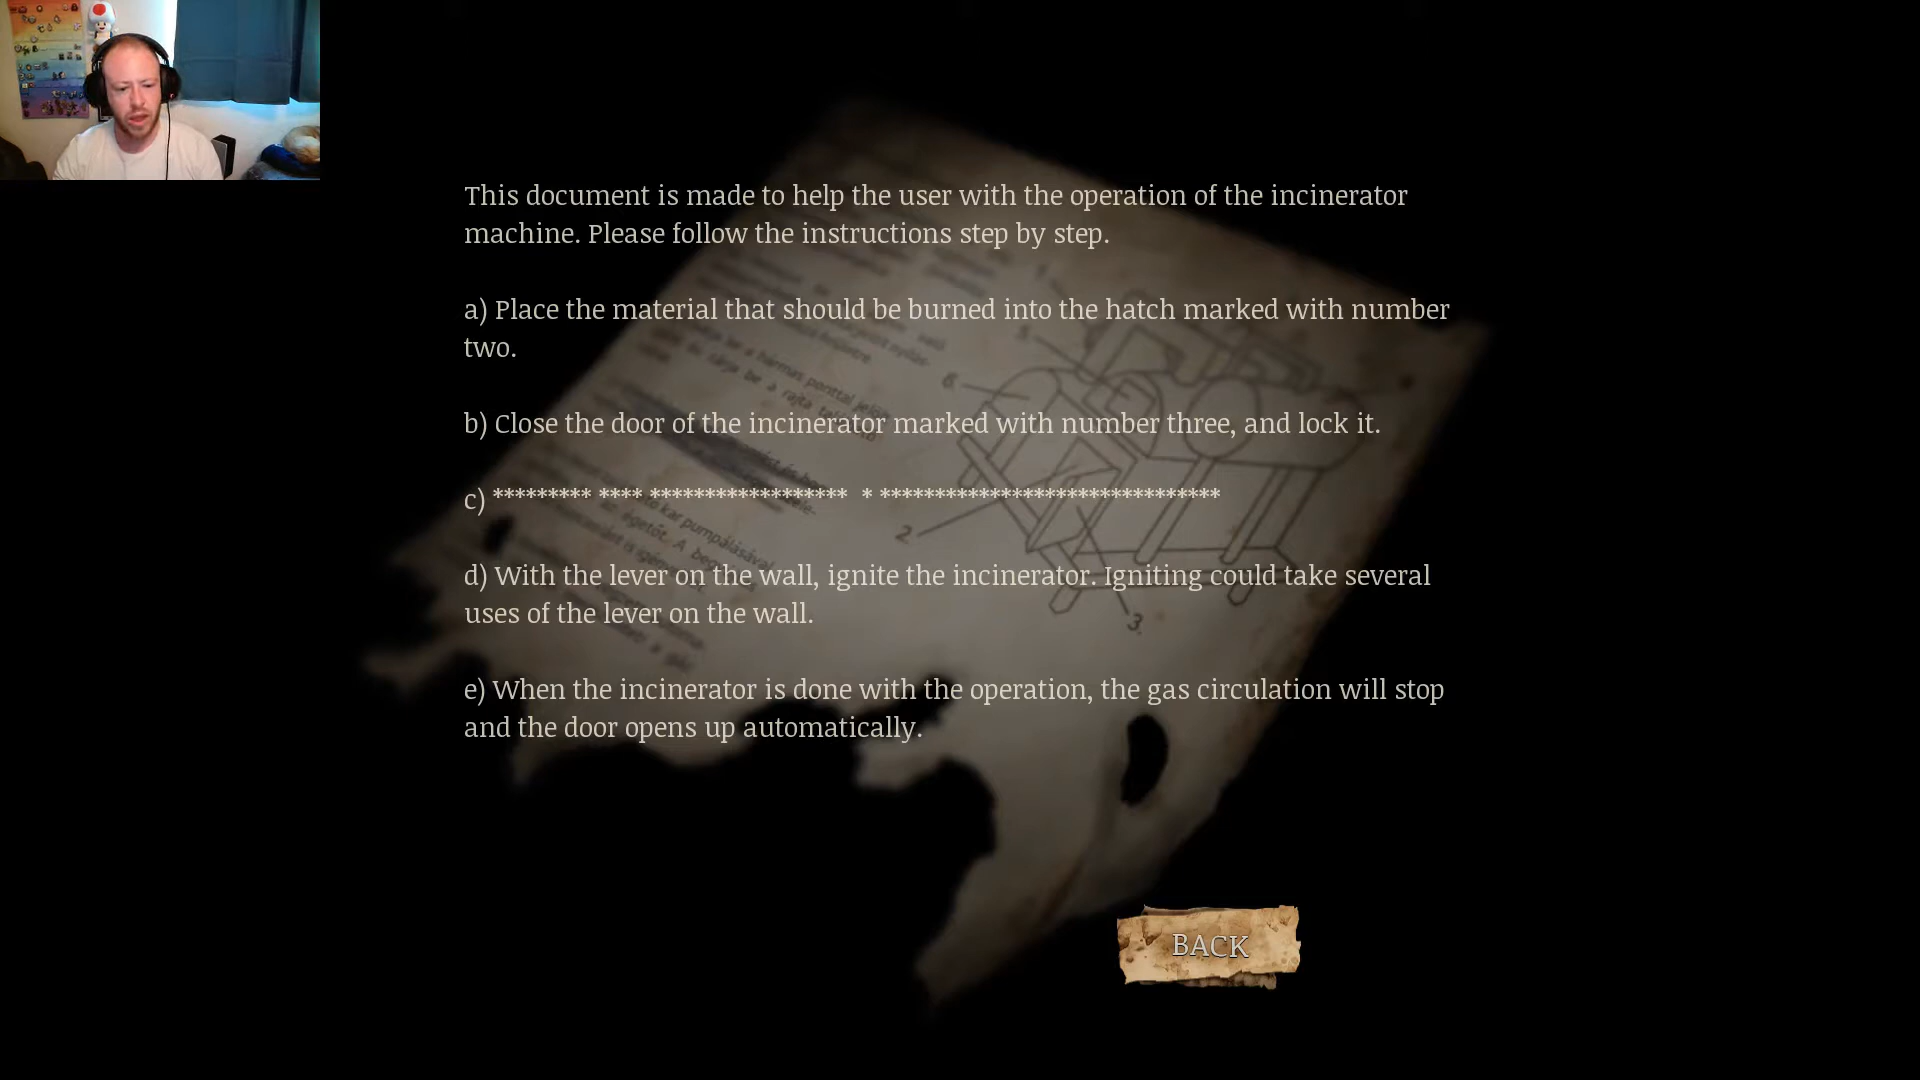 This document is made to help the user with the operation of the incinerator
machine. Please follow the instructions step by step.
a) Place the material that should be burned into the hatch marked with number
two.
b) Close the door of the incinerator marked with number three, and lock it.
c) ********* **** ****************** * *******************************
d) With the lever on the wall, ignite the incinerator. Igniting could take several
uses of the lever on the wall.
e) When the incinerator is done with the operation, the gas circulation will stop
and the door opens up automatically.
6.
2.
3.
BACK